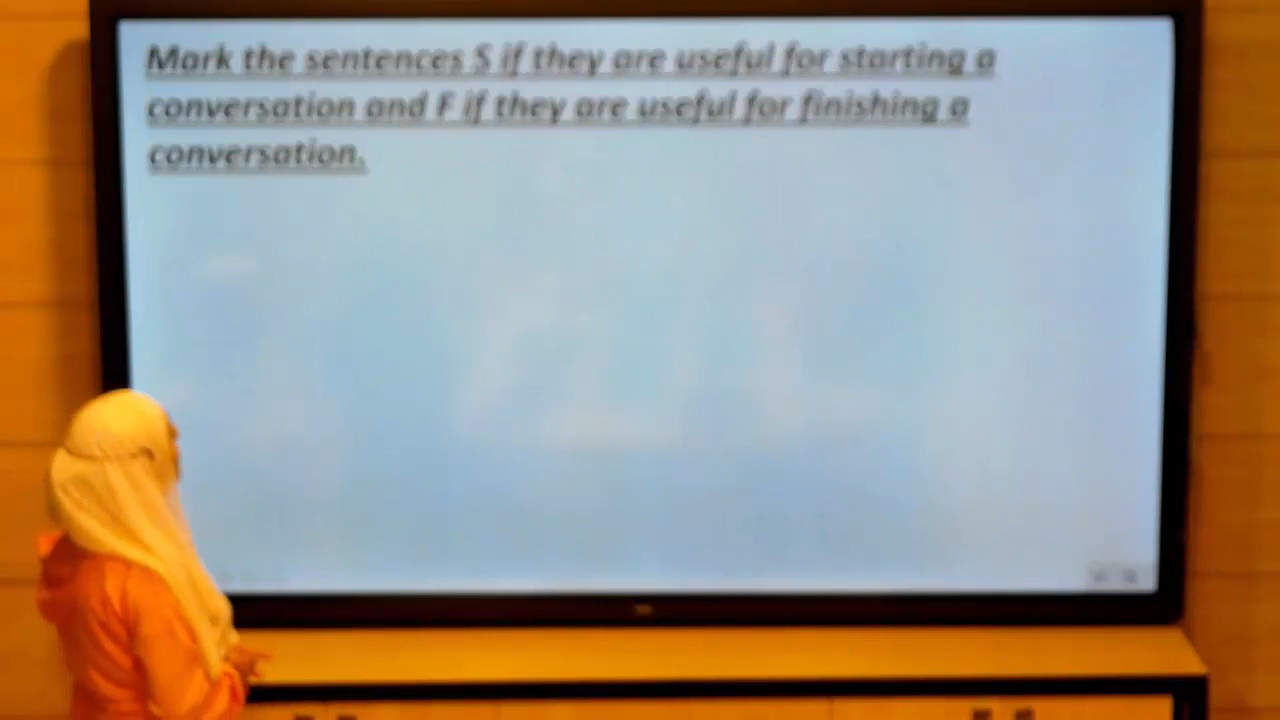 Mark the sentences S if they are useful for starting a
conversation and F if they are useful for finishing a
conversation.